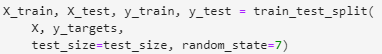 X_train, X_test, y_train, y_test = train_test_split(
    X, y_targets,
    test_size=test_size, random_state=7)